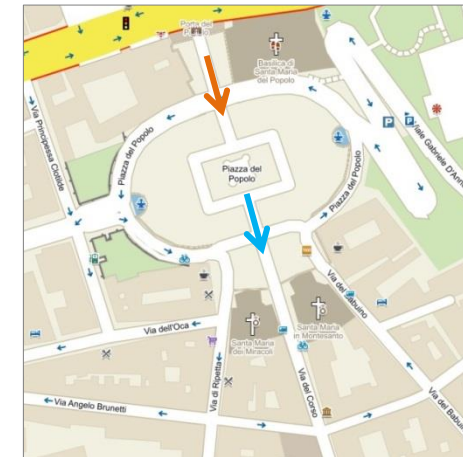 Porta del
Popolo
Basilica di
Santa Maria
del Popolo
Via Principessa Clotilde
Piazza del Popolo
P
P
Viale Gabriele D'Annu
Piazza del
Popolo
Piazza del Popolo
Via dell'Oca
Santa Maria
dei Miracoli
Santa Maria
in Montesanto
Via del Babuino
Via di Ripetta
Via del Corso
Via del Babu
Via Angelo Brunetti